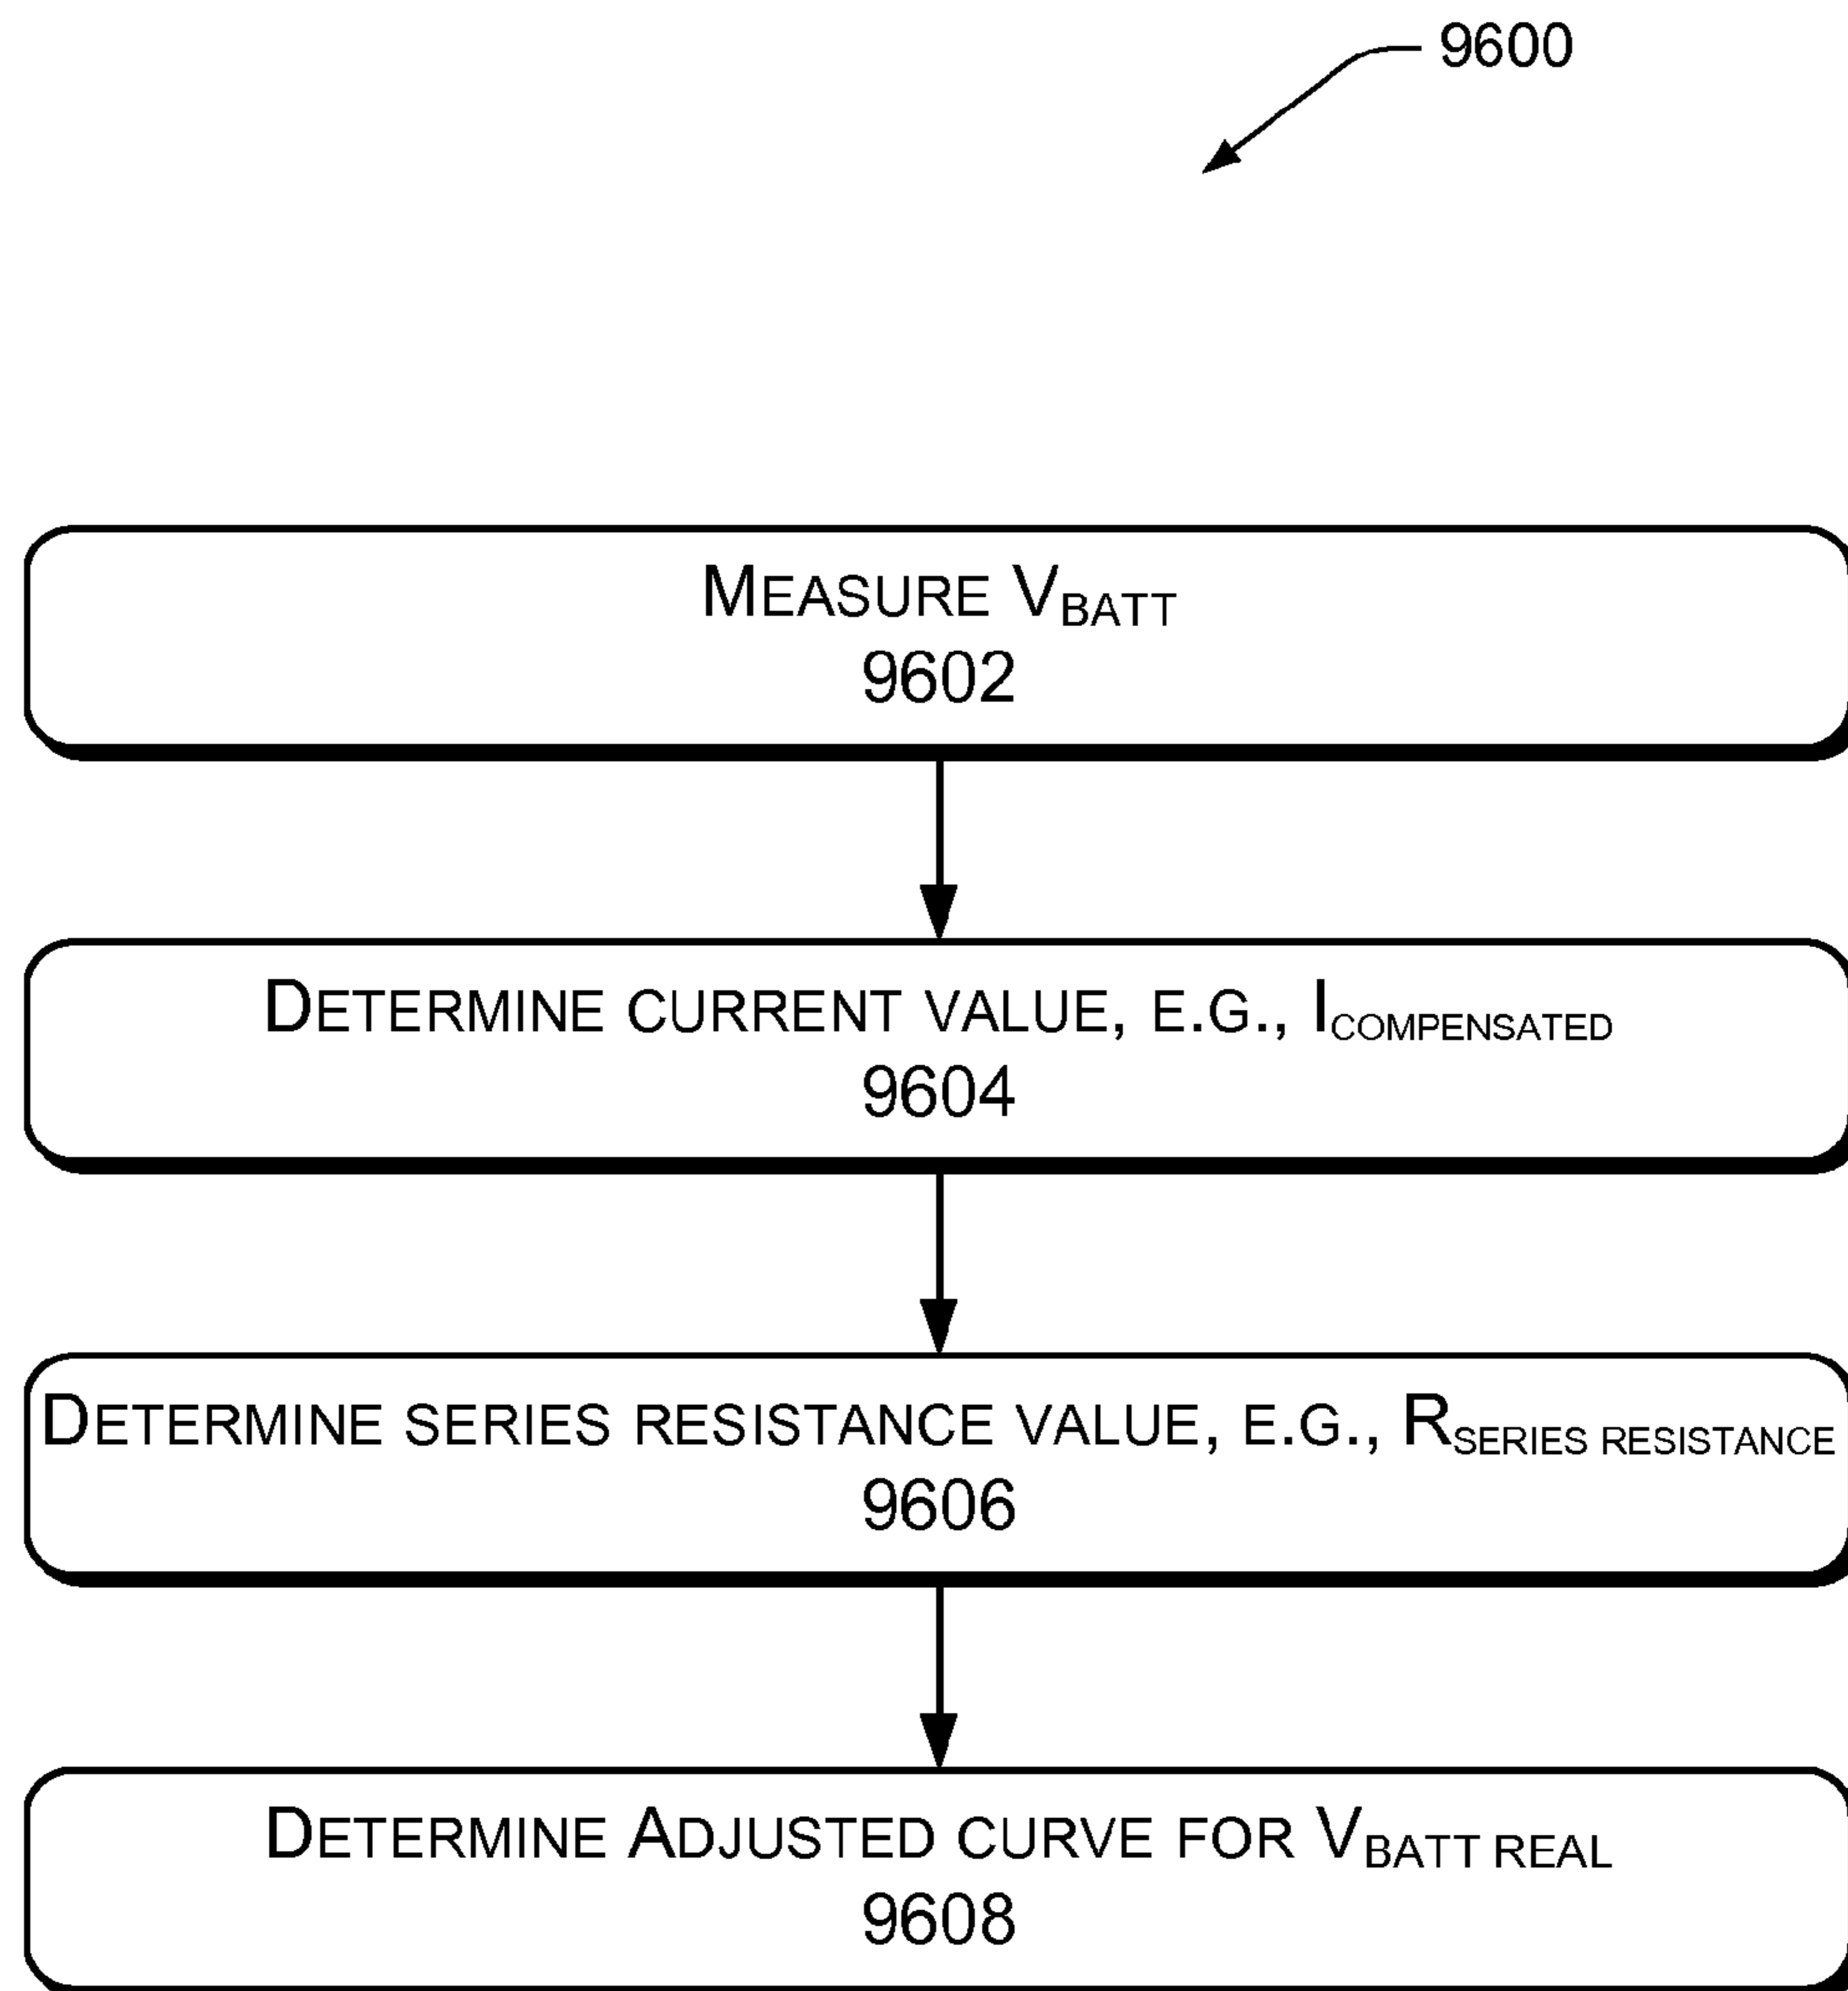 9600
MEASURE VBATT
9602
DETERMINE CURRENT VALUE, E.G., ICOMPENSATED
9604
DETERMINE SERIES RESISTANCE VALUE, E.G., RSERIES RESISTANCE
9606
DETERMINE ADJUSTED CURVE FOR VBATT REAL
9608